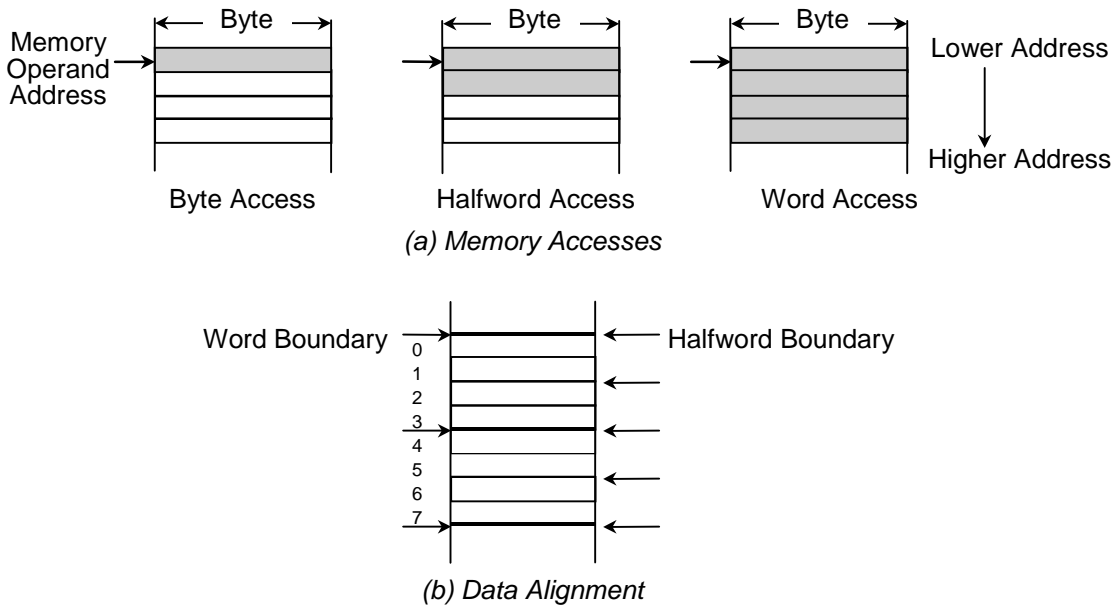 Byte
Byte
Byte
Memory
Operand
Address
Lower Address
Higher Address
Byte Access
Halfword Access
Word Access
(a) Memory Accesses
Word Boundary
Halfword Boundary
0
1
2
3
4
5
6
7
(b) Data Alignment